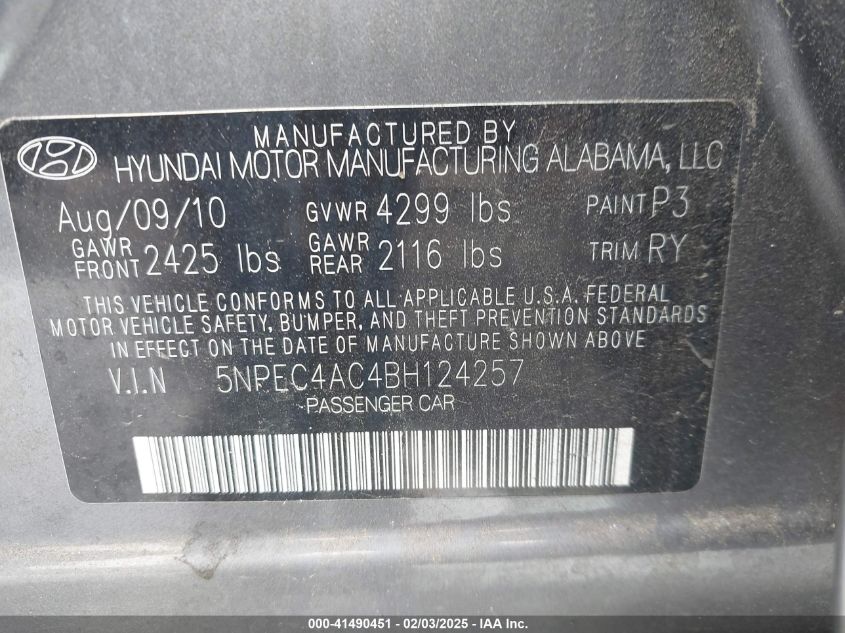 MANUFACTURED BY
HYUNDAI MOTOR MANUFACTURING ALABAMA, LLC
Aug/09/10 GVWR 4299 lbs PAINT P3
GAWR FRONT 2425 lbs GAWR REAR 2116 lbs TRIM RY
THIS VEHICLE CONFORMS TO ALL APPLICABLE U.S.A. FEDERAL
MOTOR VEHICLE SAFETY, BUMPER, AND THEFT PREVENTION STANDARDS
IN EFFECT ON THE DATE OF MANUFACTURE SHOWN ABOVE
V.I.N 5NPEC4AC4BH124257
PASSENGER CAR
000-41490451 - 02/03/2025 - IAAI.com